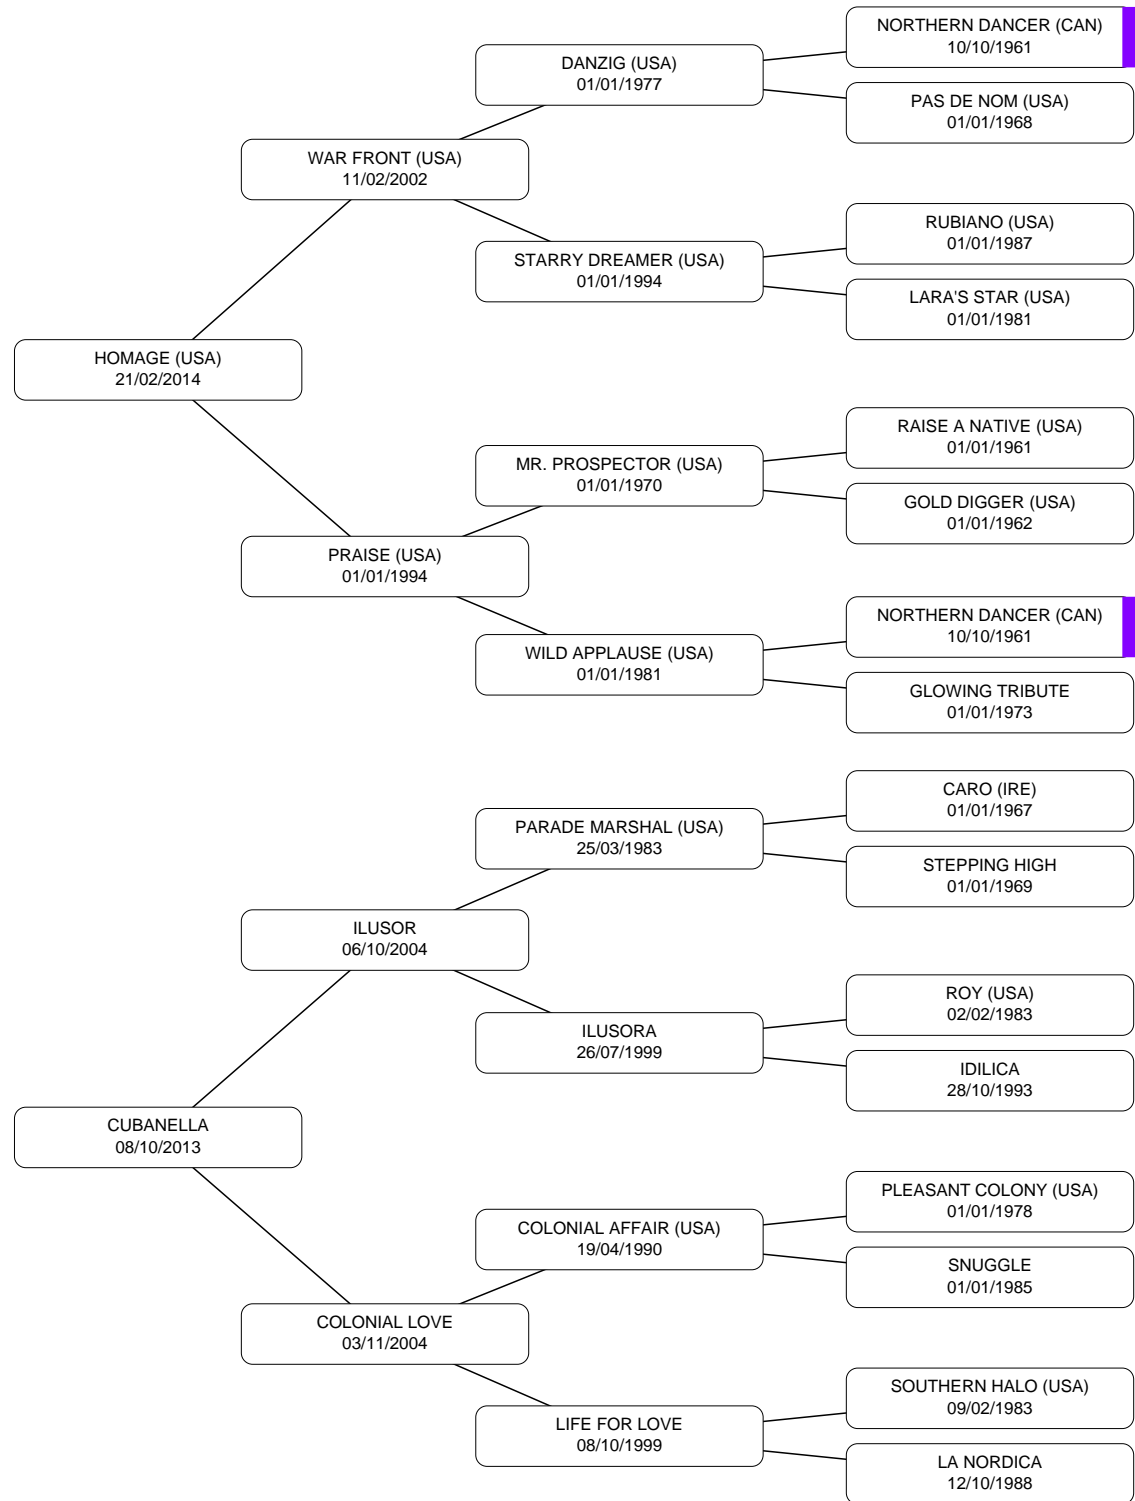 NORTHERN DANCER (CAN)
10/10/1961
DANZIG (USA)
01/01/1977
PAS DE NOM (USA)
01/01/1968
WAR FRONT (USA)
11/02/2002
RUBIANO (USA)
01/01/1987
STARRY DREAMER (USA)
01/01/1994
LARA'S STAR (USA)
01/01/1981
HOMAGE (USA)
21/02/2014
RAISE A NATIVE (USA)
01/01/1961
MR. PROSPECTOR (USA)
01/01/1970
GOLD DIGGER (USA)
01/01/1962
PRAISE (USA)
01/01/1994
NORTHERN DANCER (CAN)
10/10/1961
WILD APPLAUSE (USA)
01/01/1981
GLOWING TRIBUTE
01/01/1973
CARO (IRE)
01/01/1967
PARADE MARSHAL (USA)
25/03/1983
STEPPING HIGH
01/01/1969
ILUSOR
06/10/2004
ROY (USA)
02/02/1983
ILUSORA
26/07/1999
IDILICA
28/10/1993
CUBANELLA
08/10/2013
PLEASANT COLONY (USA)
01/01/1978
COLONIAL AFFAIR (USA)
19/04/1990
SNUGGLE
01/01/1985
COLONIAL LOVE
03/11/2004
SOUTHERN HALO (USA)
09/02/1983
LIFE FOR LOVE
08/10/1999
LA NORDICA
12/10/1988